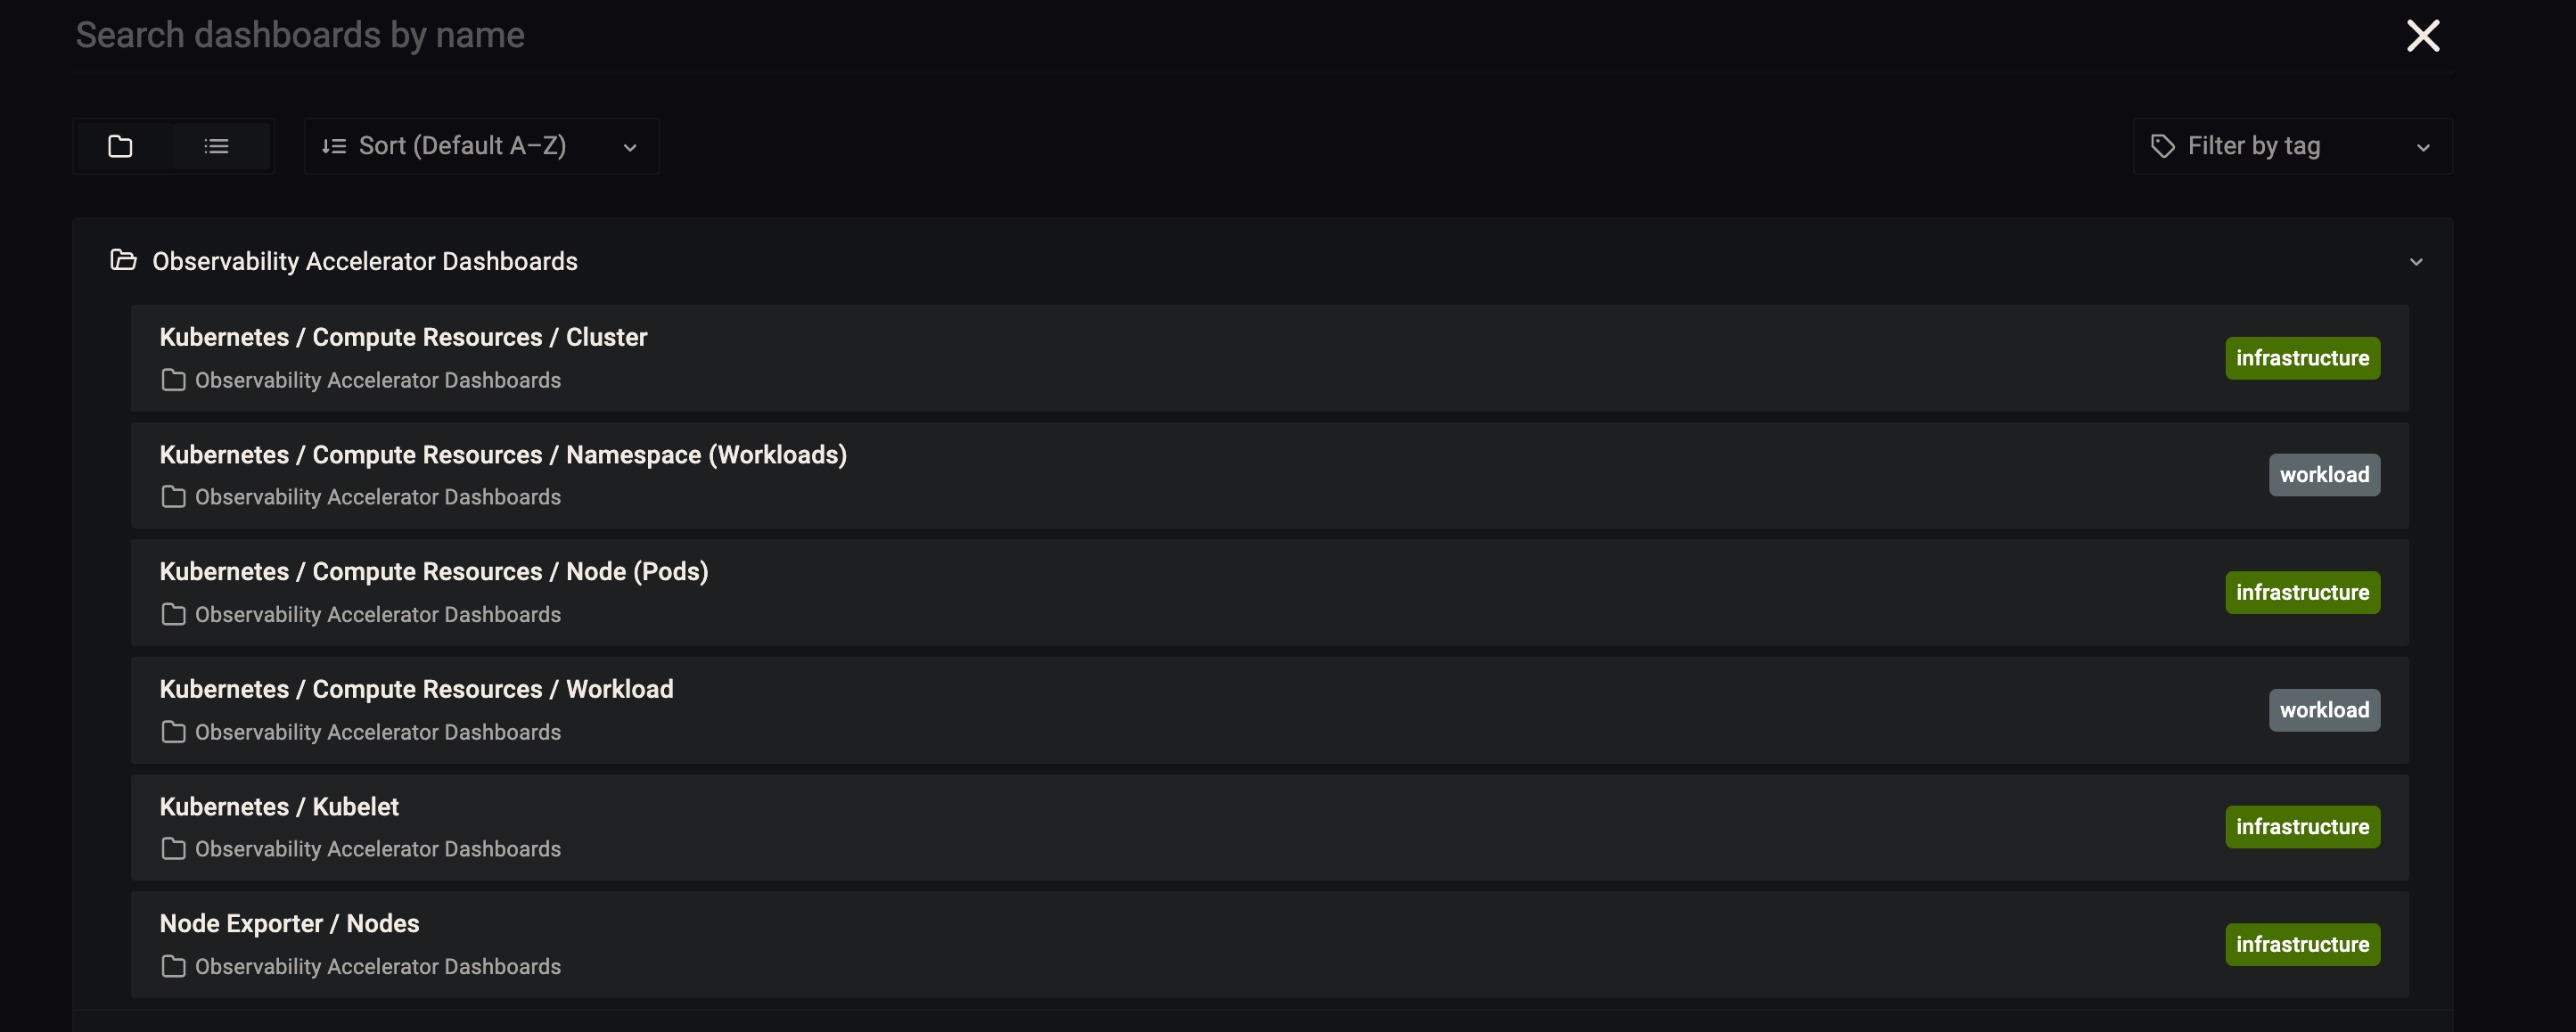 Search dashboards by name
Sort (Default A–Z)
Filter by tag
Observability Accelerator Dashboards
Kubernetes / Compute Resources / Cluster
Observability Accelerator Dashboards
infrastructure
Kubernetes / Compute Resources / Namespace (Workloads)
Observability Accelerator Dashboards
workload
Kubernetes / Compute Resources / Node (Pods)
Observability Accelerator Dashboards
infrastructure
Kubernetes / Compute Resources / Workload
Observability Accelerator Dashboards
workload
Kubernetes / Kubelet
Observability Accelerator Dashboards
infrastructure
Node Exporter / Nodes
Observability Accelerator Dashboards
infrastructure